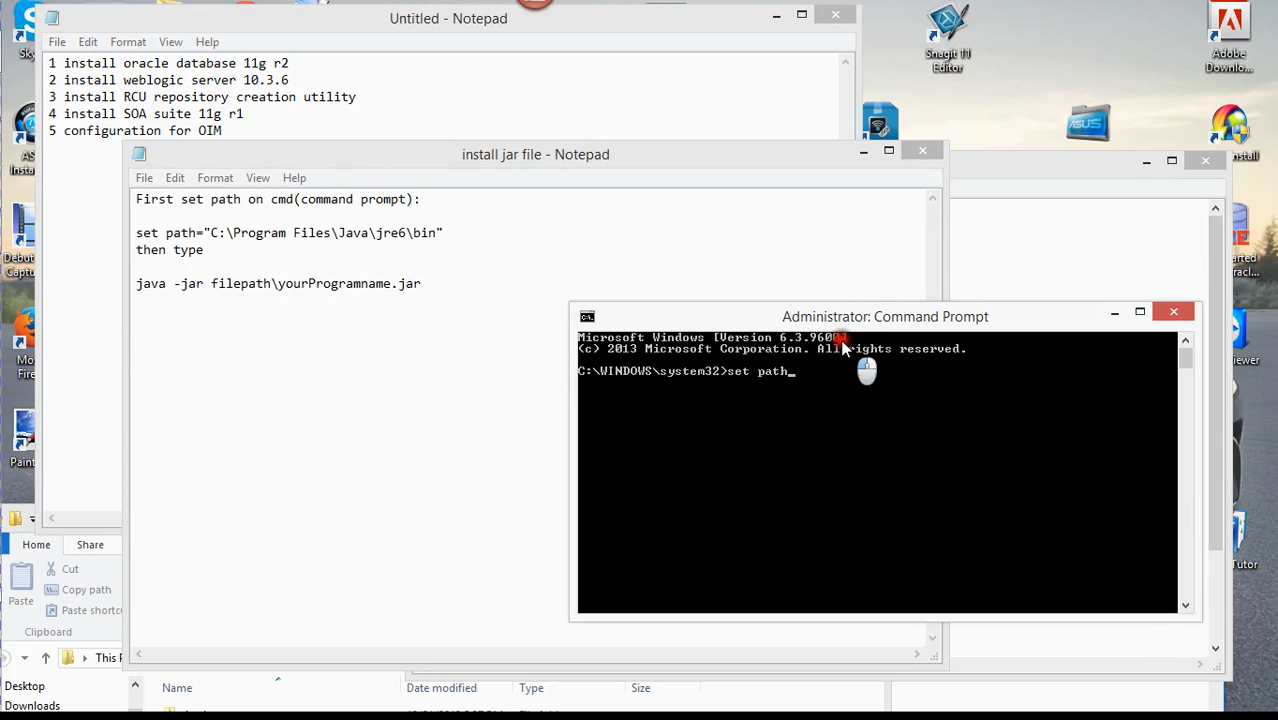 Untitled - Notepad
File Edit Format View Help
1 install oracle database 11g r2
2 install weblogic server 10.3.6
3 install RCU repository creation utility
4 install SOA suite 11g r1
5 configuration for OIM
install jar file - Notepad
File Edit Format View Help
First set path on cmd(command prompt):
set path="C:\Program Files\Java\jre6\bin"
then type
java -jar filepath\yourProgramname.jar
Administrator: Command Prompt
Microsoft Windows [Version 6.3.9600]
(c) 2013 Microsoft Corporation. All rights reserved.
C:\WINDOWS\system32>set path_
Snagit 11
Editor
Adobe
Downlo...
ASUS
Home Share
Cut
Copy path
Paste
Clipboard
Desktop
Downloads
Name Date modified Type Size